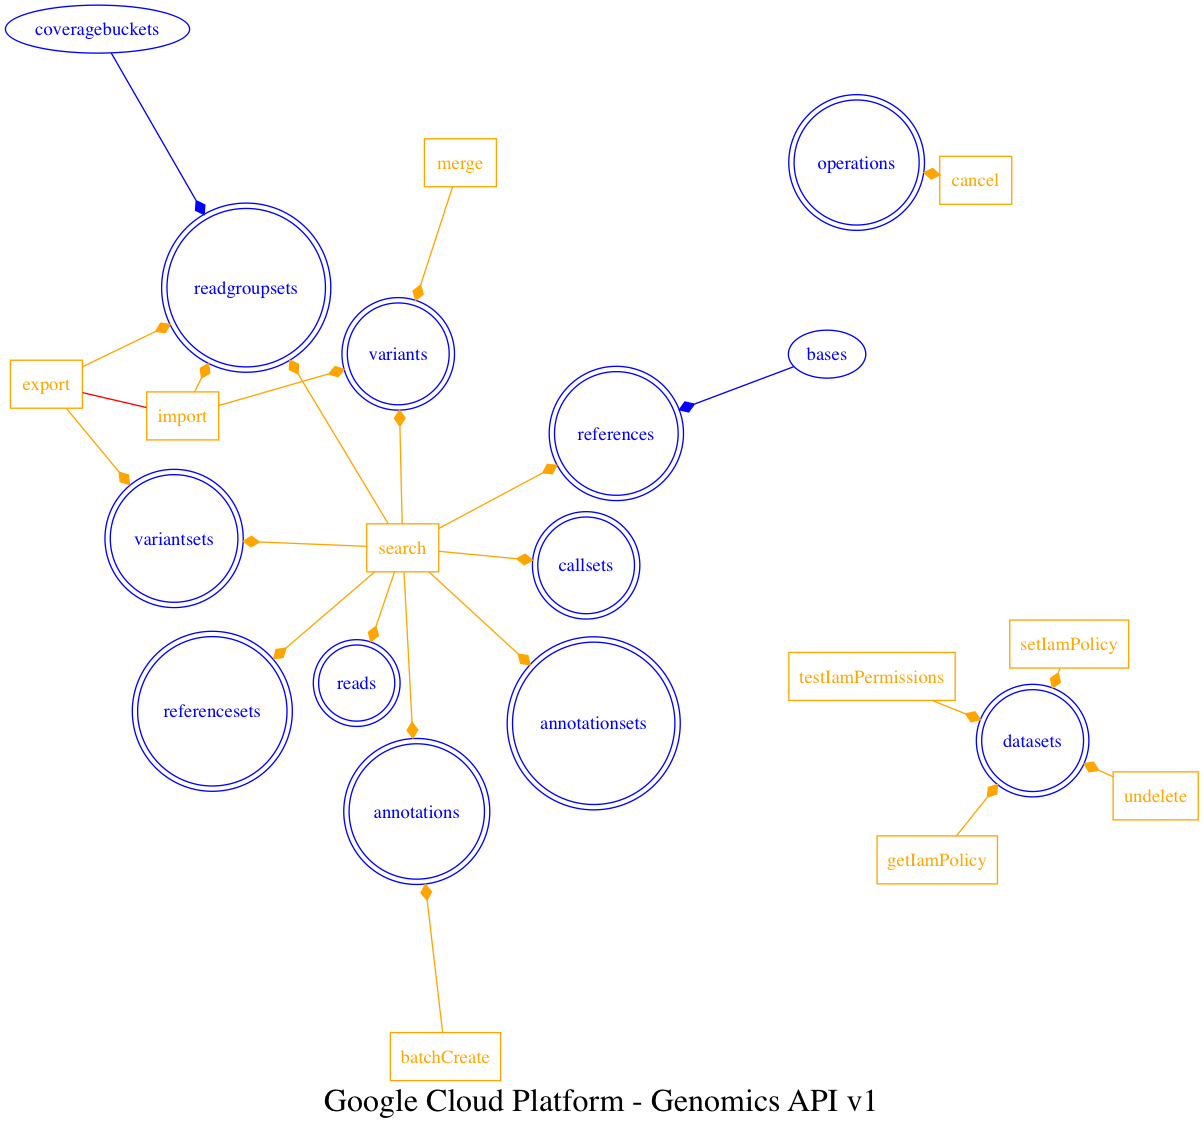 coveragebuckets
merge
operations
cancel
readgroupsets
variants
bases
export
import
references
variantsets
search
callsets
setIamPolicy
testIamPermissions
reads
referencesets
annotationsets
datasets
undelete
annotations
getIamPolicy
batchCreate
Google Cloud Platform - Genomics API v1